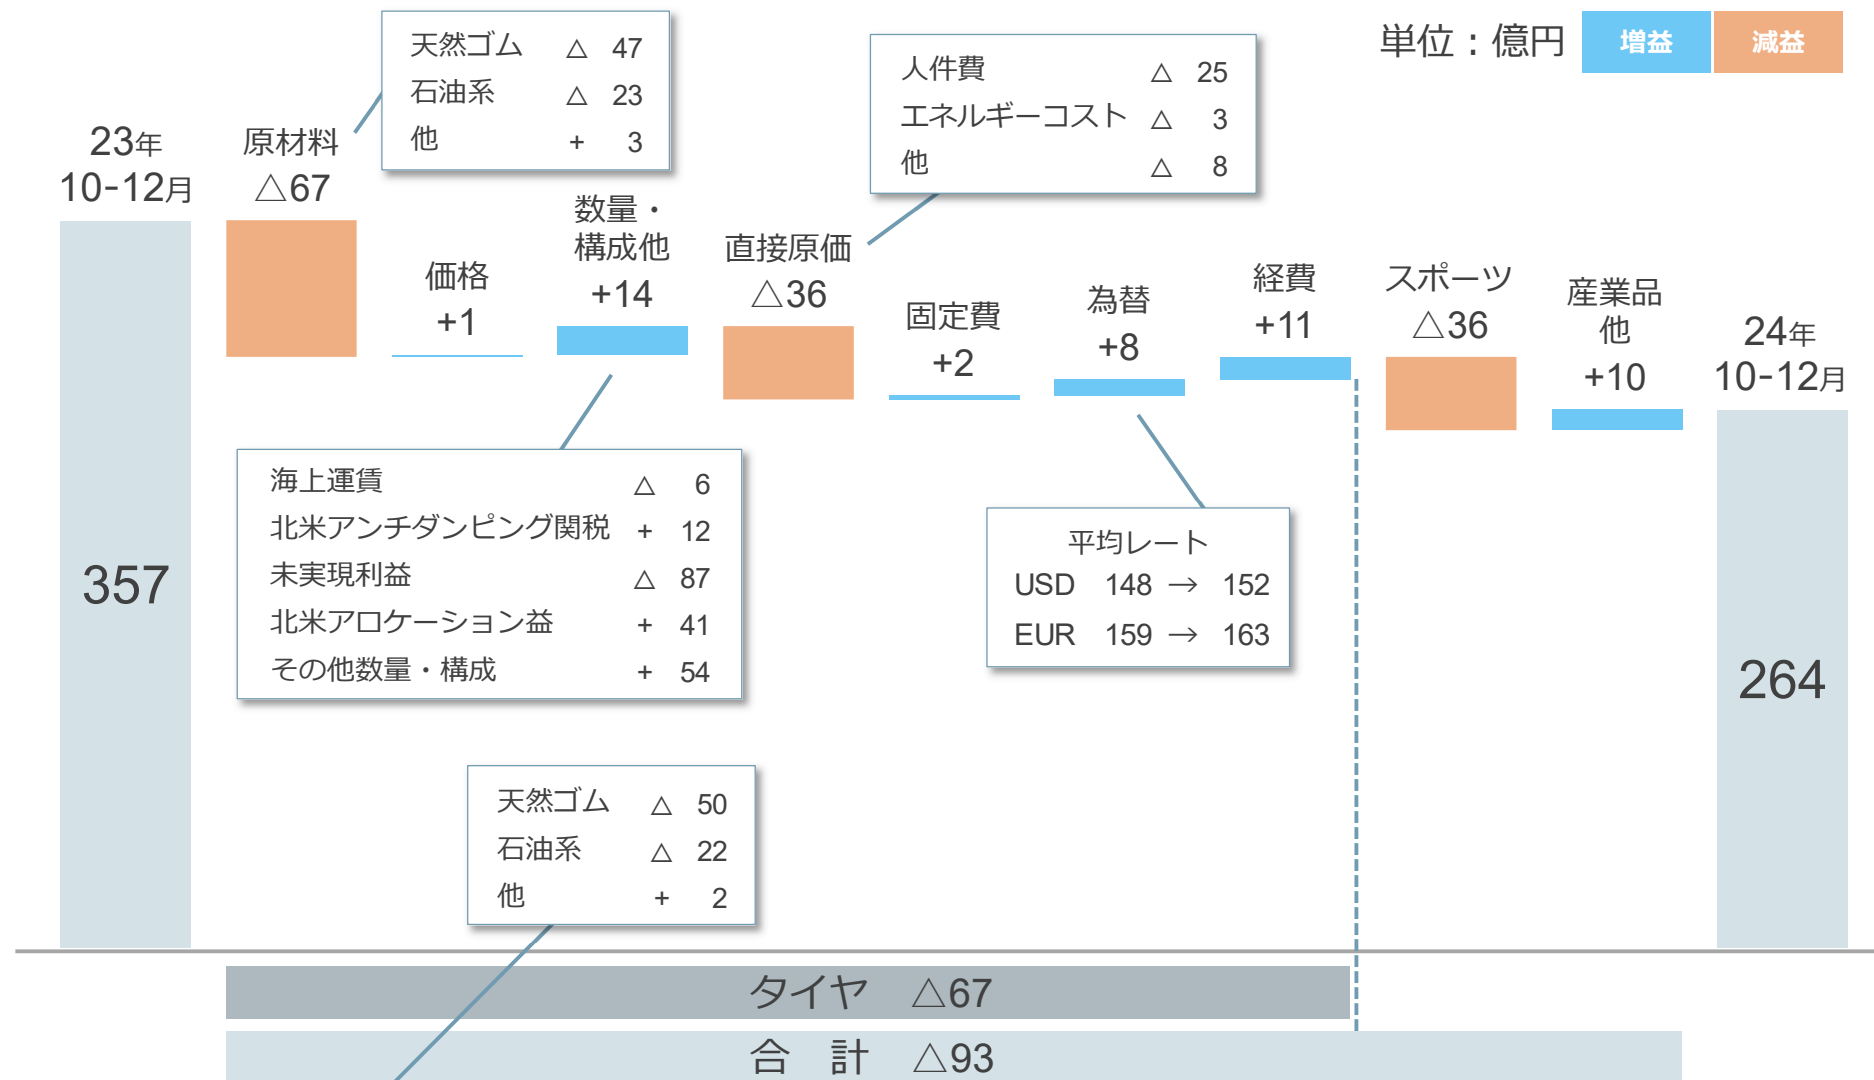 単位：億円 増益 減益
天然ゴム △ 47
石油系 △ 23
他 + 3
人件費 △ 25
エネルギーコスト △ 3
他 △ 8
23年
10-12月
357
原材料
△67
価格
+1
数量・
構成他
+14
直接原価
△36
固定費
+2
為替
+8
経費
+11
スポーツ
△36
産業品
他
+10
24年
10-12月
264
海上運賃 △ 6
北米アンチダンピング関税 + 12
未実現利益 △ 87
北米アロケーション益 + 41
その他数量・構成 + 54
平均レート
USD 148 → 152
EUR 159 → 163
天然ゴム △ 50
石油系 △ 22
他 + 2
タイヤ △67
合 計 △93